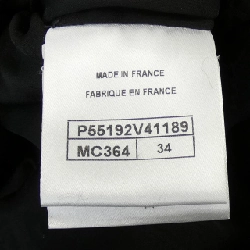 MADE IN FRANCE
FABRIQUE EN FRANCE
P55192V41189
MC364 34